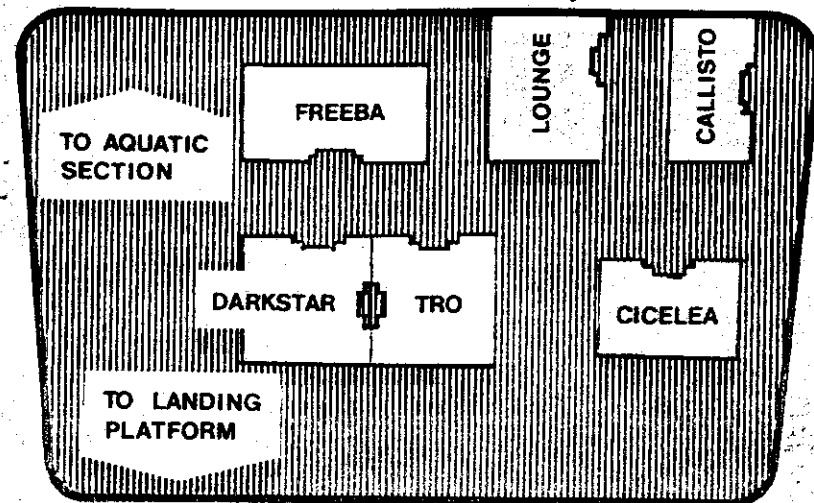 LOUNGE
CALLISTO
FREEBA
TO AQUATIC
SECTION
DARKSTAR
TRO
CICELEA
TO LANDING
PLATFORM